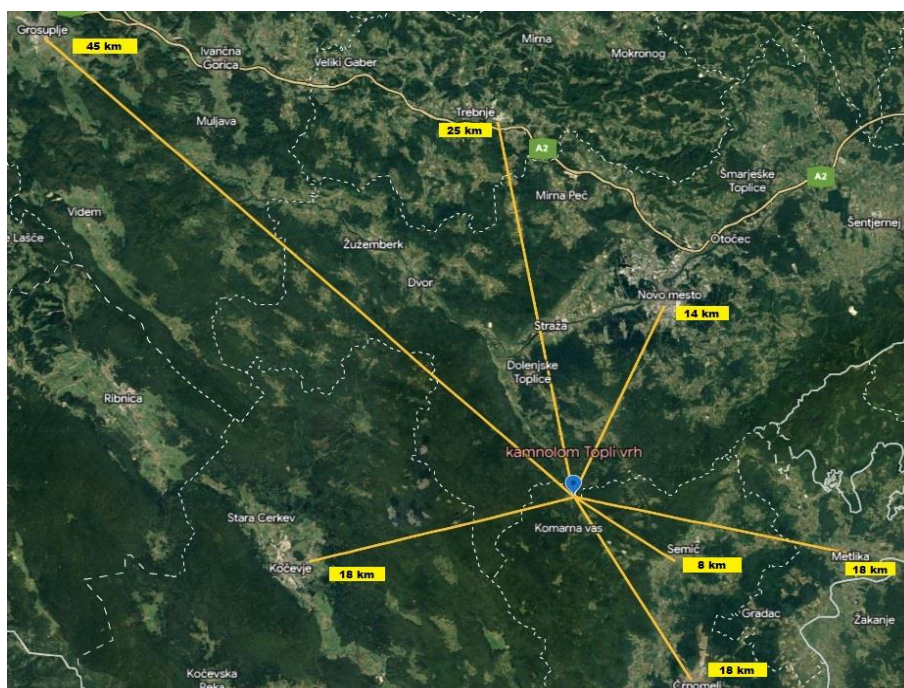 Grosuplje
45 km
Ivančna
Gorica
Veliki Gaber
Mirna
Mokronog
Muljava
Trebnje
25 km
A2
A2
Mirna Peč
Šmarješke
Toplice
Šentjernej
Videm
e Lašče
Žužemberk
Dvor
Otočec
Novo mesto
14 km
Straža
Dolenjske
Toplice
Ribnica
kamnolom Topli vrh
Stara Cerkev
Komarna vas
Kočevje
18 km
Semič
8 km
Metlika
18 km
Gradac
Žakanje
18 km
Črnomelj
Kočevska
Reka